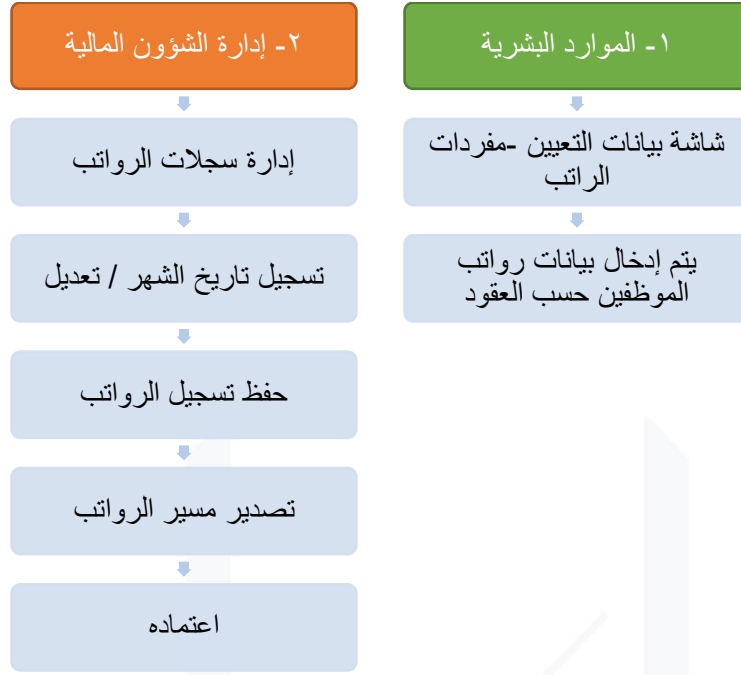 ١- الموارد البشرية
شاشة بيانات التعيين -مفردات
الراتب
يتم إدخال بيانات رواتب
الموظفين حسب العقود
٢- إدارة الشؤون المالية
إدارة سجلات الرواتب
تسجيل تاريخ الشهر / تعديل
حفظ تسجيل الرواتب
تصدير مسير الرواتب
اعتماده